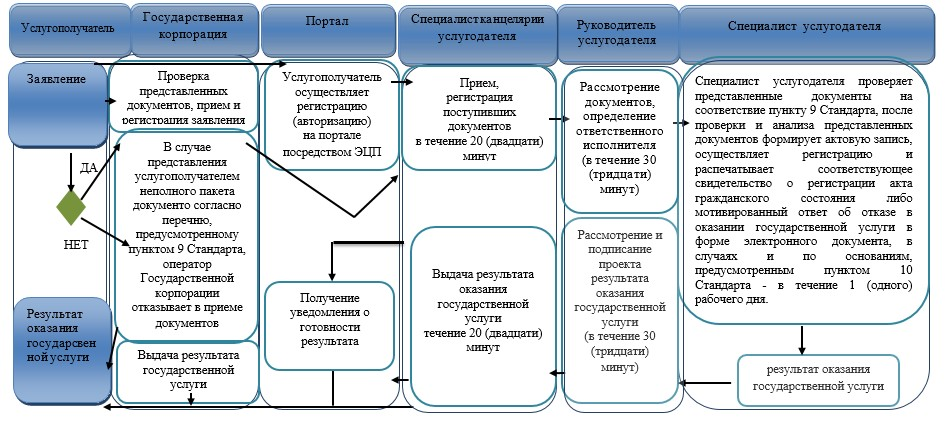 Услугополучатель
Государственная
корпорация
Портал
Специалист канцелярии
услугодателя
Руководитель
услугодателя
Специалист услугодателя
Заявление
ДА
НЕТ
Результат
оказания
государсвен
ной услуги
Проверка
представленных
документов, прием и
регистрация заявления
В случае
представления
услугополучателем
неполного пакета
документо согласно
перечню,
предусмотренному
пунктом 9 Стандарта,
оператор
Государственной
корпорации
отказывает в приеме
документов
Выдача результата
государственной
услуги
Услугополучатель
осуществляет
регистрацию
(авторизацию)
на портале
посредством ЭЦП
Получение
уведомления о
готовности
результата
Прием,
регистрация
поступивших
документов
в течение 20 (двадцати)
минут
Выдача результата
оказания
государственной
услуги
течение 20 (двадцати)
минут
Рассмотрение
документов,
определение
ответственного
исполнителя
(в течение 30
(тридцати)
минут)
Рассмотрение и
подписание
проекта
результата
оказания
государственной
услуги
(в течение 30
(тридцати)
минут)
Специалист услугодателя проверяет
представленные документы на
соответствие пункту 9 Стандарта, после
проверки и анализа представленных
документов формирует актовую запись,
осуществляет регистрацию и
распечатывает соответствующее
свидетельство о регистрации акта
гражданского состояния либо
мотивированный ответ об отказе в
оказании государственной услуги в
форме электронного документа, в
случаях и по основаниям,
предусмотренным пунктом 10
Стандарта - в течение 1 (одного)
рабочего дня.
результат оказания
государственной услуги